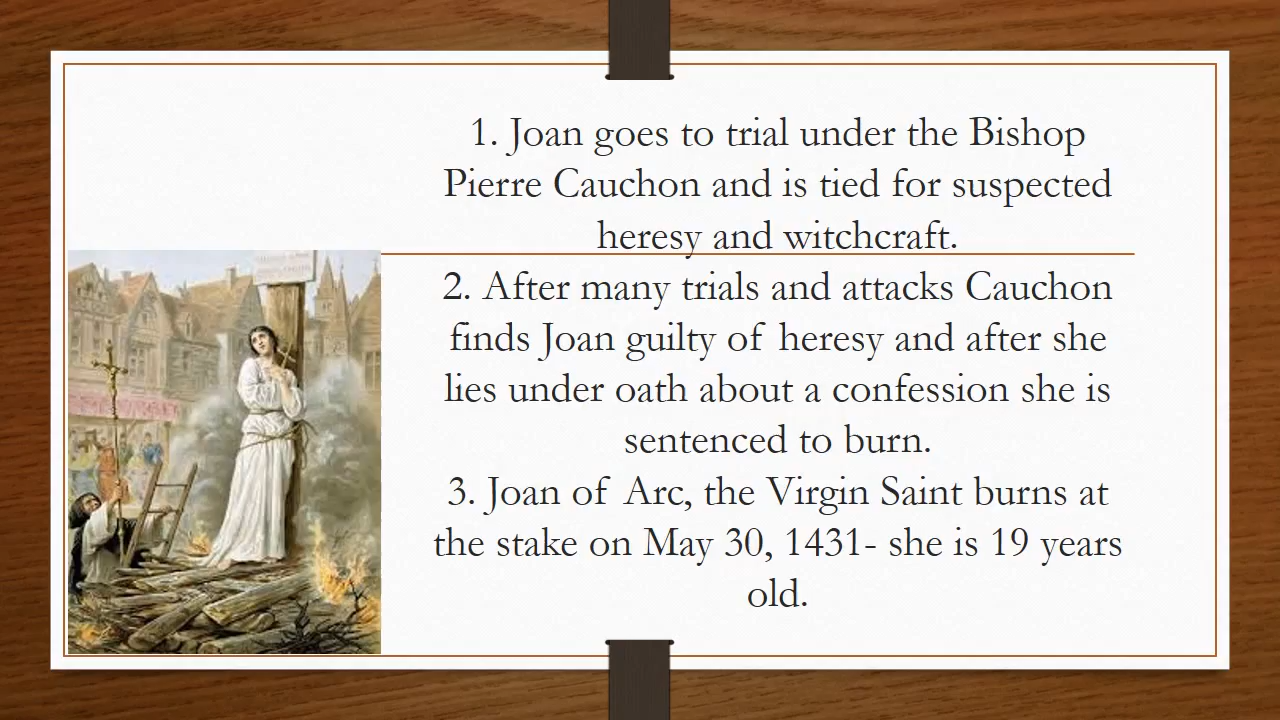 1. Joan goes to trial under the Bishop
Pierre Cauchon and is tied for suspected
heresy and witchcraft.
2. After many trials and attacks Cauchon
finds Joan guilty of heresy and after she
lies under oath about a confession she is
sentenced to burn.
3. Joan of Arc, the Virgin Saint burns at
the stake on May 30, 1431- she is 19 years
old.